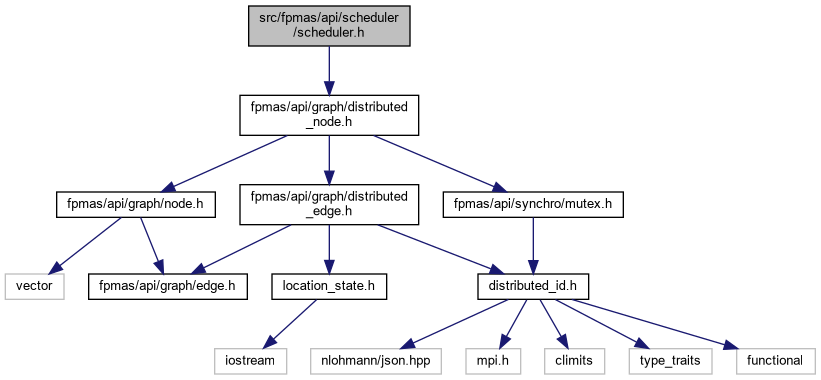 src/fpmas/api/scheduler
/scheduler.h
fpmas/api/graph/distributed
_node.h
fpmas/api/graph/node.h
fpmas/api/graph/distributed
_edge.h
fpmas/api/synchro/mutex.h
vector
fpmas/api/graph/edge.h
location_state.h
distributed_id.h
iostream
nlohmann/json.hpp
mpi.h
climits
type_traits
functional